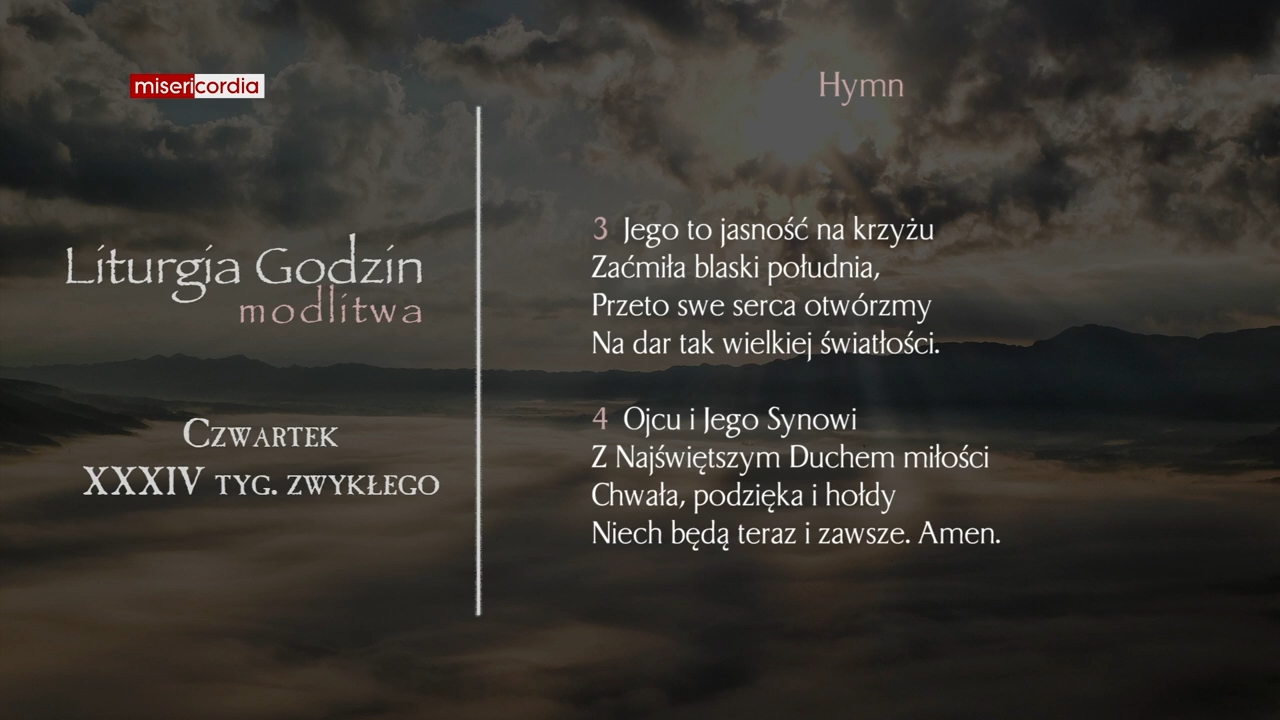 misericordia
Liturgia Godzin
modlitwa
Czwartek
XXXIV tyg. zwykłego
Hymn
3 Jego to jasność na krzyżu
Zaćmiła blaski południa,
Przeto swe serca otwórzmy
Na dar tak wielkiej światłości.
4 Ojcu i Jego Synowi
Z Najświętszym Duchem miłości
Chwała, podzięka i hołdy
Niech będą teraz i zawsze. Amen.